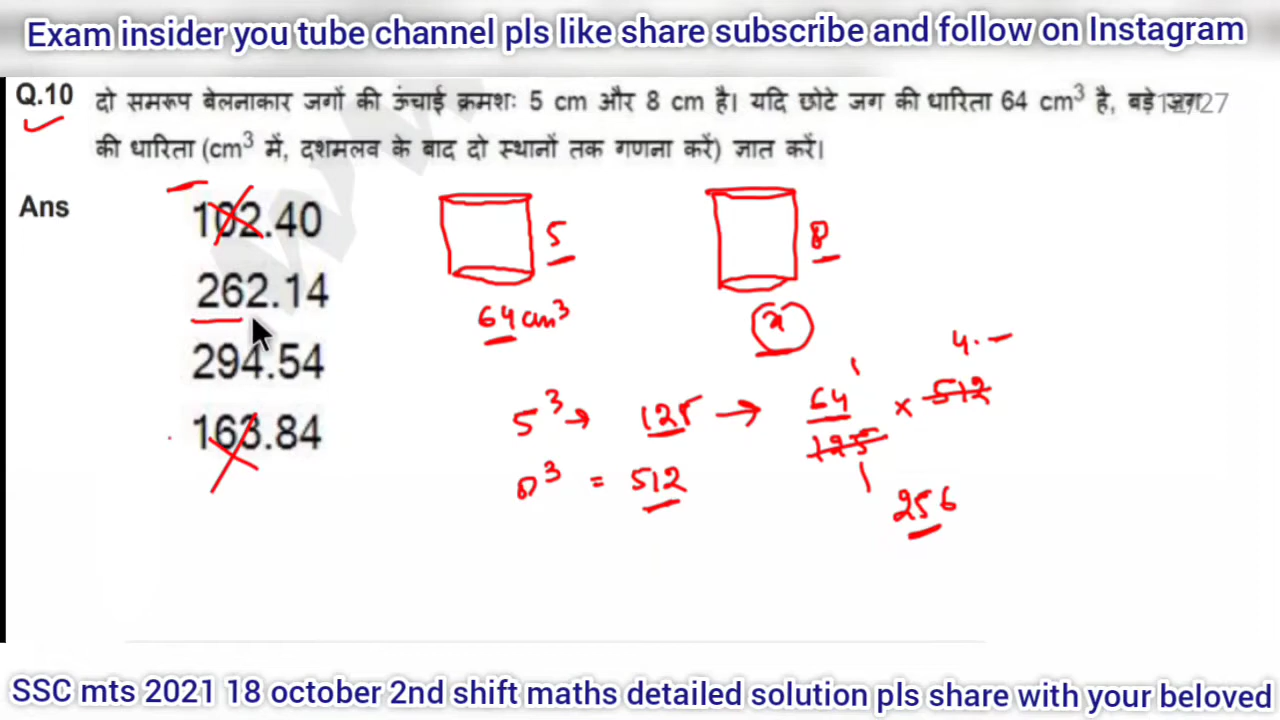 Exam insider you tube channel pls like share subscribe and follow on Instagram
Q.10 दो समरूप बेलनाकार जगों की ऊंचाई क्रमशः 5 cm और 8 cm है। यदि छोटे जग की धारिता 64 cm³ है, बड़े जग
की धारिता (cm³ में, दशमलव के बाद दो स्थानों तक गणना करें) ज्ञात करें।
Ans
102.40
262.14
294.54
163.84
5
8
64 cm³
x
5³ → 125 → 64/125 × 512
4.
8³ = 512
256
SSC mts 2021 18 october 2nd shift maths detailed solution pls share with your beloved